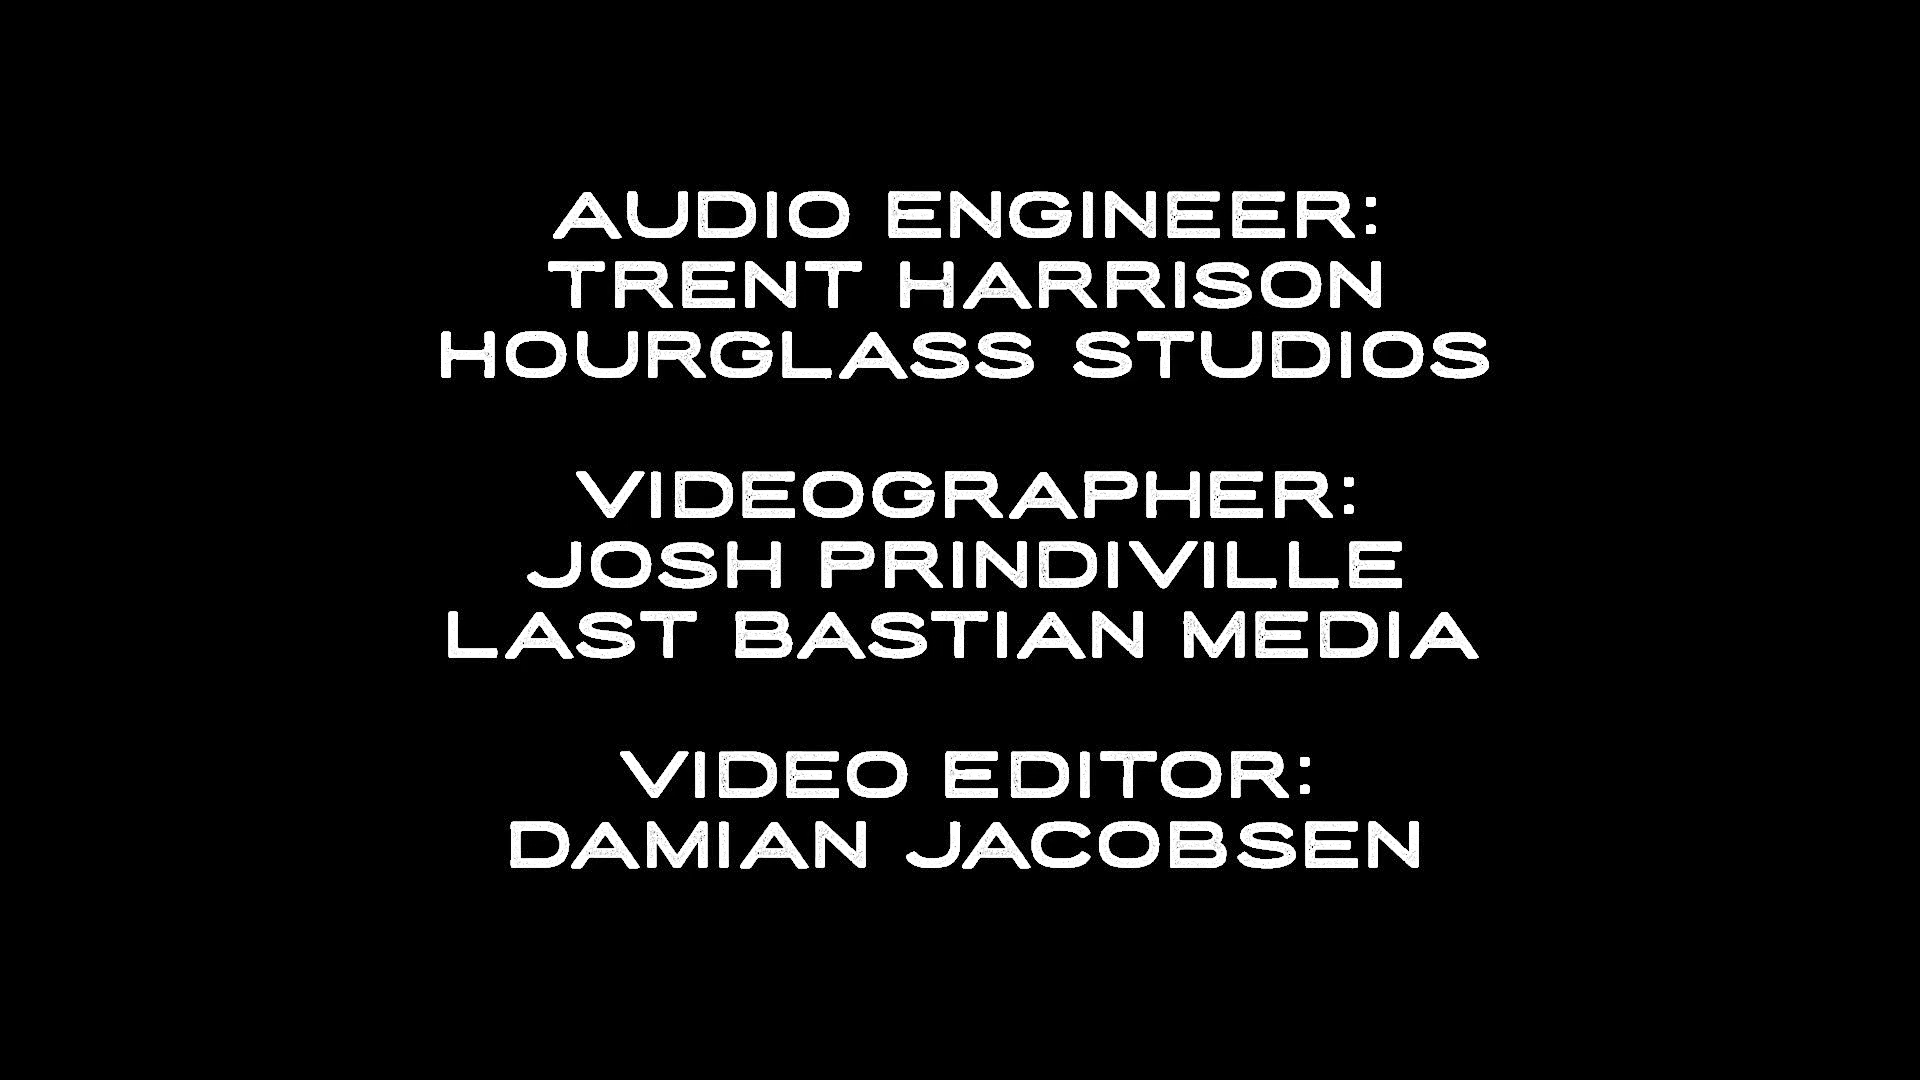 AUDIO ENGINEER:
TRENT HARRISON
HOURGLASS STUDIOS
VIDEOGRAPHER:
JOSH PRINDIVILLE
LAST BASTIAN MEDIA
VIDEO EDITOR:
DAMIAN JACOBSEN